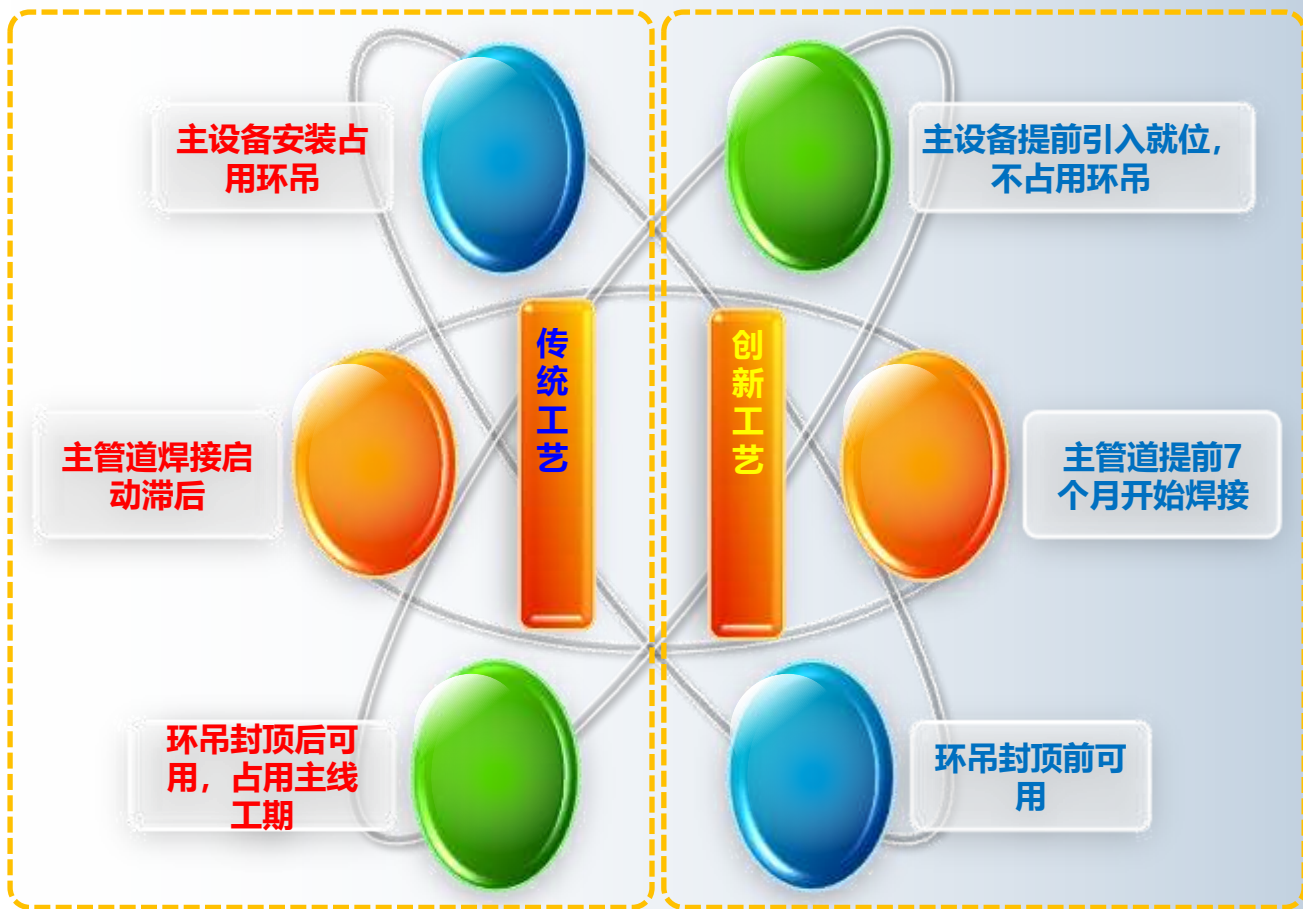 主设备安装占
用环吊
主管道焊接启
动滞后
环吊封顶后可
用，占用主线
工期
传统工艺
创新工艺
主设备提前引入就位，
不占用环吊
主管道提前7
个月开始焊接
环吊封顶前可
用